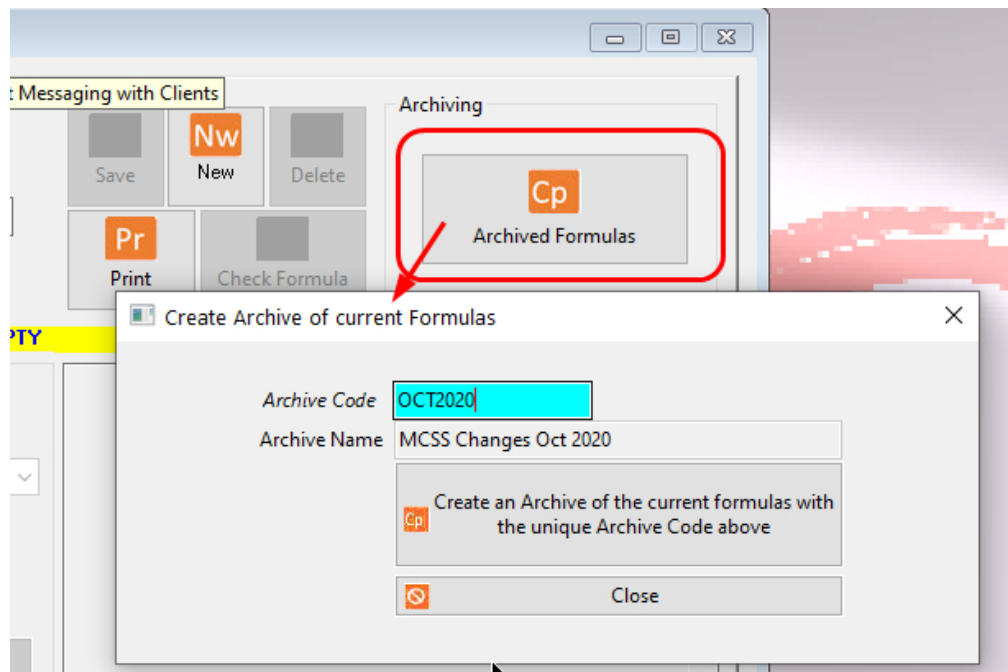 t Messaging with Clients
Archiving
Save
Nw
New
Delete
Cp
Archived Formulas
Pr
Print
Check Formula
PTY
Create Archive of current Formulas
Archive Code OCT2020
Archive Name MCSS Changes Oct 2020
Cp
Create an Archive of the current formulas with
the unique Archive Code above
Close